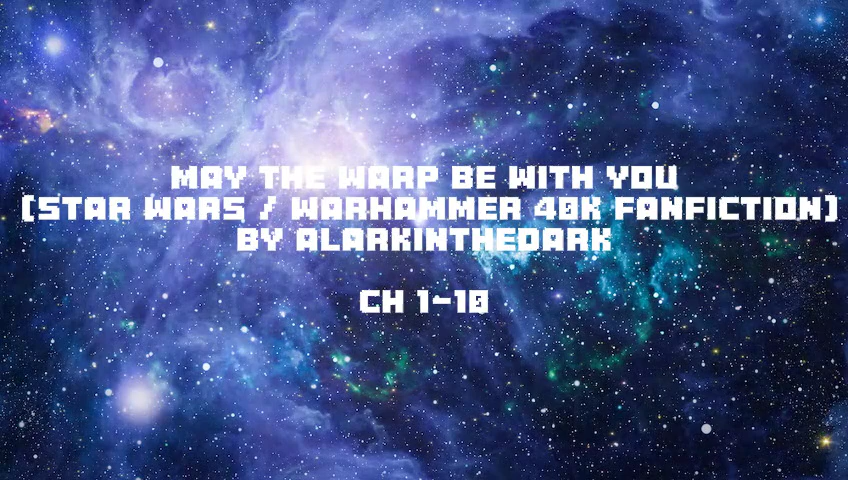 MAY THE WARP BE WITH YOU
[STAR WARS / WARHAMMER 40K FANFICTION]
BY ALARKINTHEDARK
CH 1-10